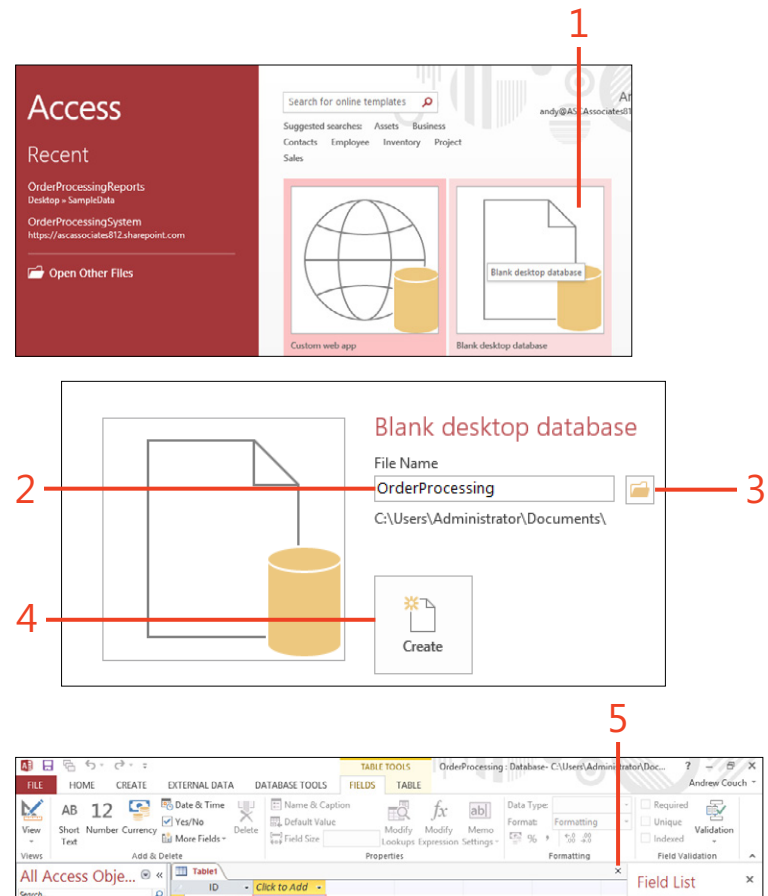 1
Access
Search for online templates
andy@ASCAssociates81
Suggested searches: Assets Business
Contacts Employee Inventory Project
Sales
Recent
OrderProcessingReports
Desktop » SampleData
OrderProcessingSystem
https://ascassociates812.sharepoint.com
Open Other Files
Blank desktop database
Custom web app
Blank desktop database
Blank desktop database
File Name
2
OrderProcessing
3
C:\Users\Administrator\Documents\
4
Create
5
TABLE TOOLS
OrderProcessing : Database- C:\Users\Administrator\Doc...
FILE HOME CREATE EXTERNAL DATA DATABASE TOOLS FIELDS TABLE
Andrew Couch
View
AB Short Text
12 Number
Currency
Date & Time
Yes/No
More Fields
Delete
Name & Caption
Default Value
Field Size
Modify Lookups
fx Modify Expression
ab Memo Settings
Data Type:
Format: Formatting
Required
Unique
Indexed
Validation
Views Add & Delete Properties Formatting Field Validation
All Access Obje...
Table1
Field List
Search...
ID Click to Add